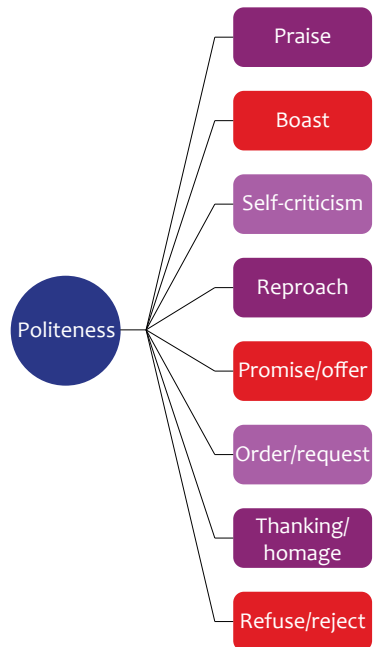 Praise
Boast
Self-criticism
Reproach
Politeness
Promise/offer
Order/request
Thanking/
homage
Refuse/reject